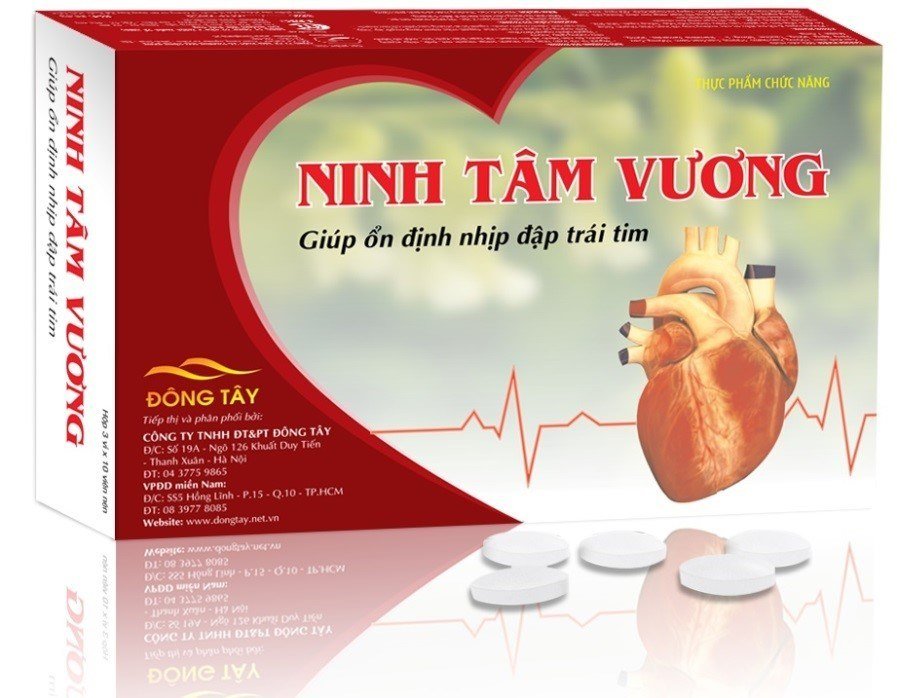 THỰC PHẨM CHỨC NĂNG
NINH TÂM VƯƠNG
Giúp ổn định nhịp đập trái tim
NINH TÂM VƯƠNG
Giúp ổn định nhịp đập trái tim
Hộp 3 vỉ x 10 viên nén
ĐÔNG TÂY
Tiếp thị và phân phối bởi:
CÔNG TY TNHH ĐT&PT ĐÔNG TÂY
Đ/C: Số 19A - Ngõ 126 Khuất Duy Tiến
- Thanh Xuân - Hà Nội
ĐT: 04 3775 9865
VPĐD miền Nam:
Đ/C: SS5 Hồng Lĩnh - P.15 - Q.10 - TP.HCM
ĐT: 08 3977 8085
Website: www.dongtay.net.vn